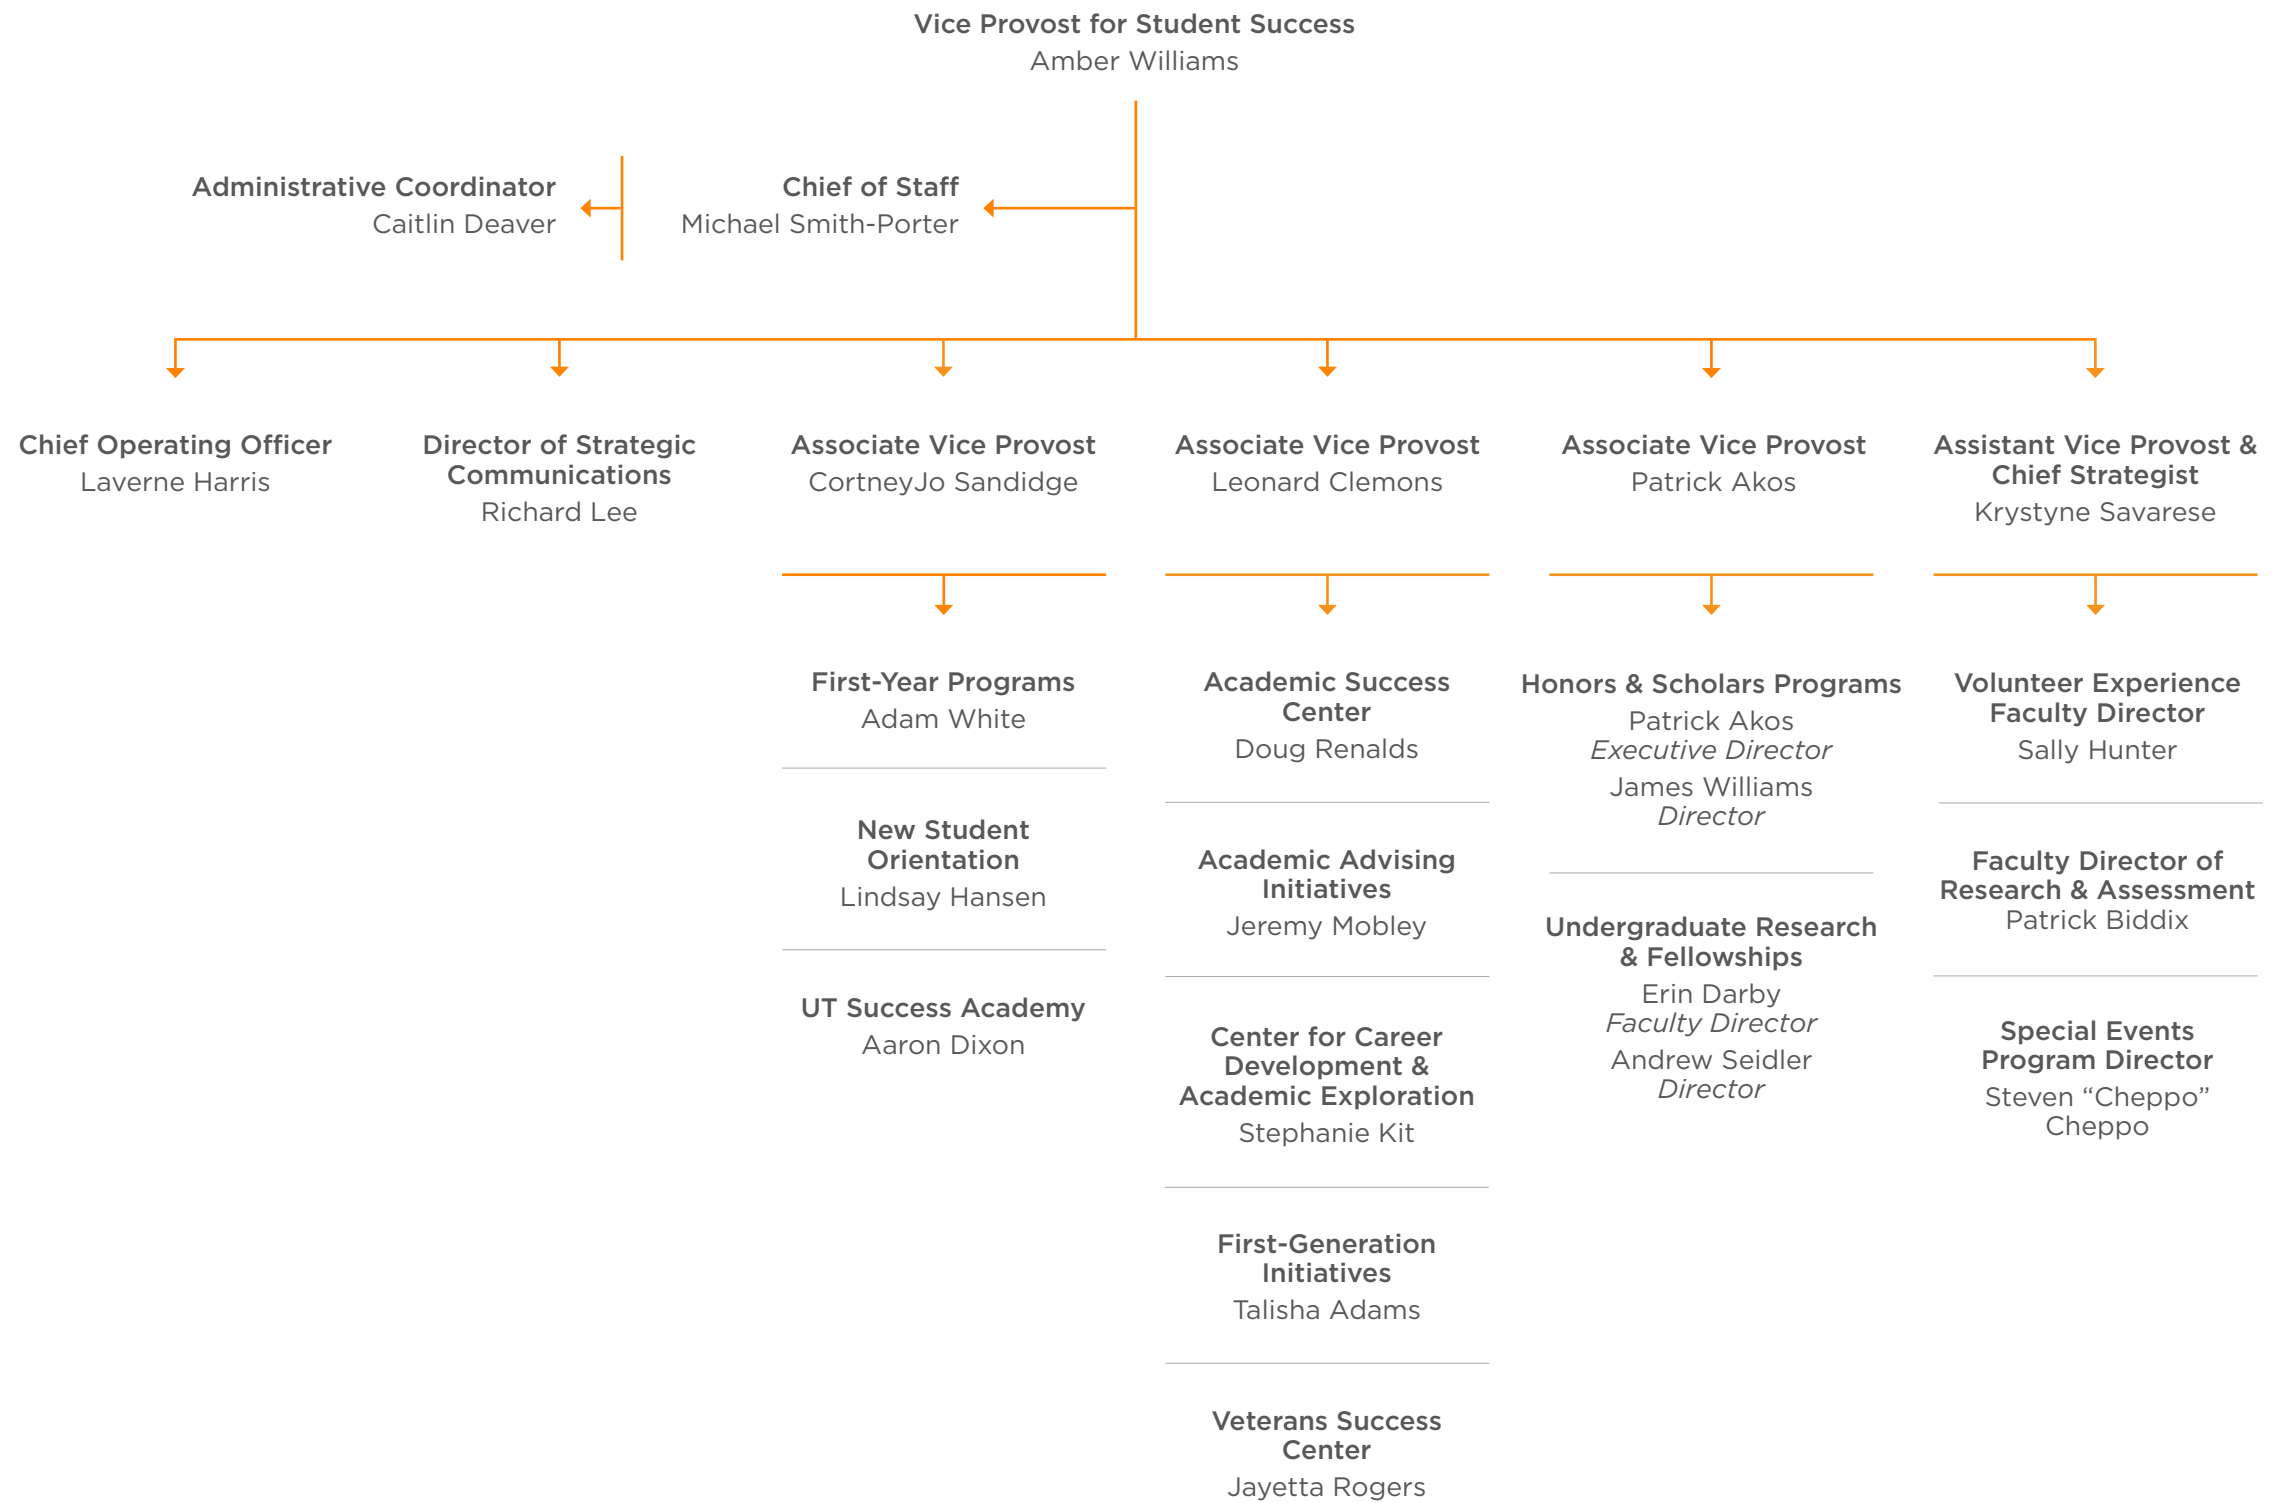 Vice Provost for Student Success
Amber Williams
Administrative Coordinator
Caitlin Deaver
Chief of Staff
Michael Smith-Porter
Chief Operating Officer
Laverne Harris
Director of Strategic
Communications
Richard Lee
Associate Vice Provost
CortneyJo Sandidge
Associate Vice Provost
Leonard Clemons
Associate Vice Provost
Patrick Akos
Assistant Vice Provost &
Chief Strategist
Krystyne Savarese
First-Year Programs
Adam White
New Student
Orientation
Lindsay Hansen
UT Success Academy
Aaron Dixon
Academic Success
Center
Doug Renalds
Academic Advising
Initiatives
Jeremy Mobley
Center for Career
Development &
Academic Exploration
Stephanie Kit
First-Generation
Initiatives
Talisha Adams
Veterans Success
Center
Jayetta Rogers
Honors & Scholars Programs
Patrick Akos
Executive Director
James Williams
Director
Undergraduate Research
& Fellowships
Erin Darby
Faculty Director
Andrew Seidler
Director
Volunteer Experience
Faculty Director
Sally Hunter
Faculty Director of
Research & Assessment
Patrick Biddix
Special Events
Program Director
Steven “Cheppo”
Cheppo